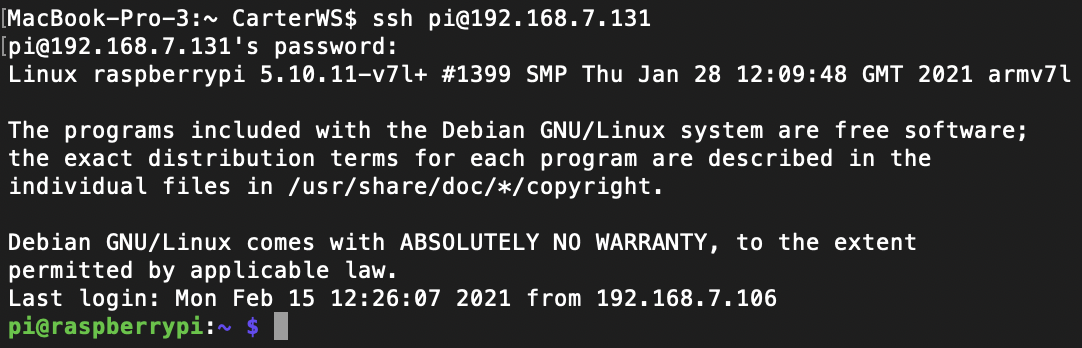 [MacBook-Pro-3:~ CarterWS$ ssh pi@192.168.7.131
[pi@192.168.7.131's password:
Linux raspberrypi 5.10.11-v7l+ #1399 SMP Thu Jan 28 12:09:48 GMT 2021 armv7l
The programs included with the Debian GNU/Linux system are free software;
the exact distribution terms for each program are described in the
individual files in /usr/share/doc/*/copyright.
Debian GNU/Linux comes with ABSOLUTELY NO WARRANTY, to the extent
permitted by applicable law.
Last login: Mon Feb 15 12:26:07 2021 from 192.168.7.106
pi@raspberrypi:~ $